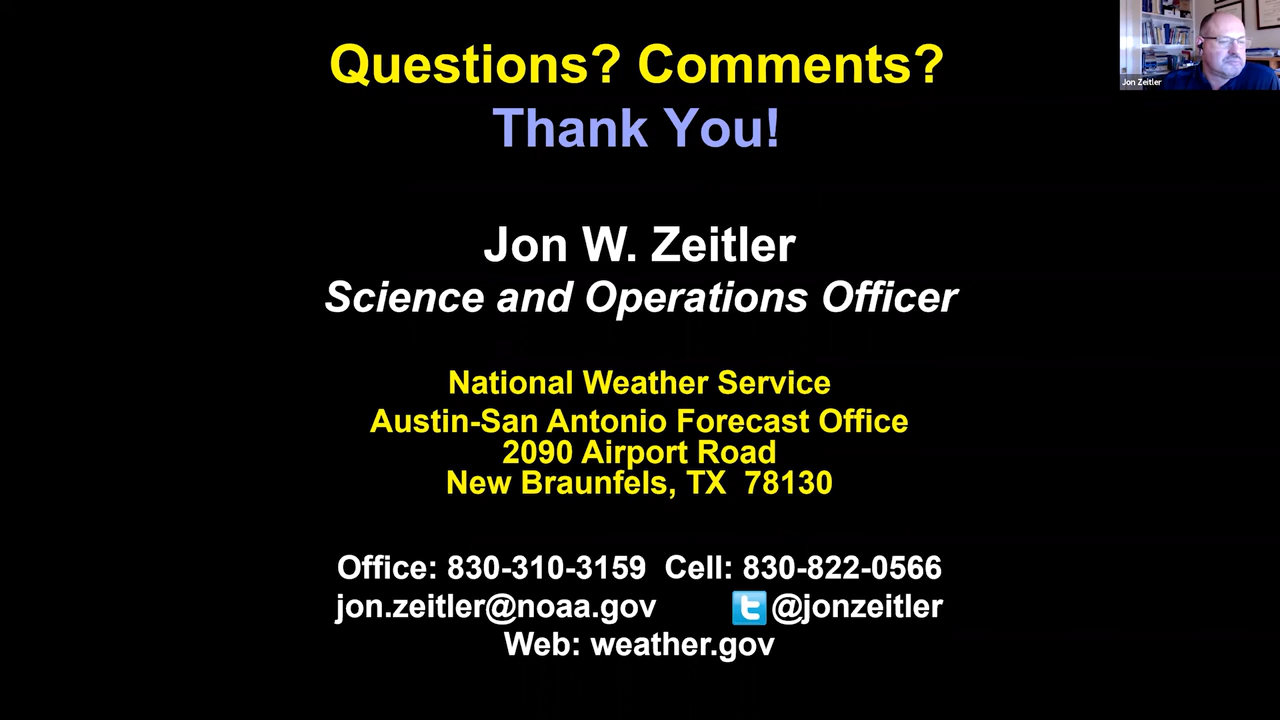 Questions? Comments?
Thank You!
Jon Zeitler
Jon W. Zeitler
Science and Operations Officer
National Weather Service
Austin-San Antonio Forecast Office
2090 Airport Road
New Braunfels, TX  78130
Office: 830-310-3159  Cell: 830-822-0566
jon.zeitler@noaa.gov @jonzeitler
Web: weather.gov